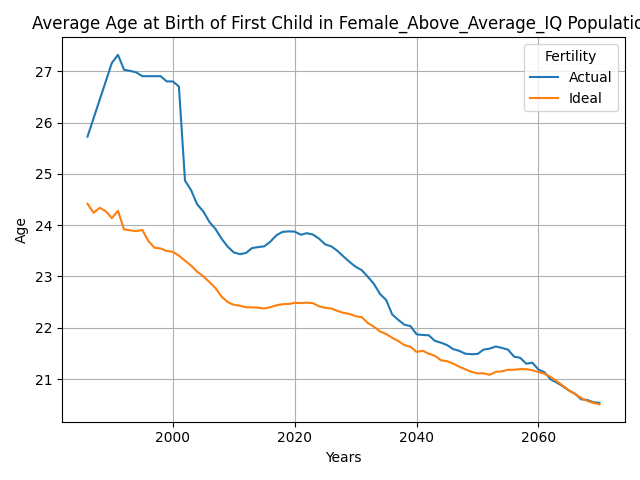 Average Age at Birth of First Child in Female_Above_Average_IQ Populatio
Fertility
Actual
Ideal
27
26
25
24
23
22
21
Age
2000 2020 2040 2060
Years